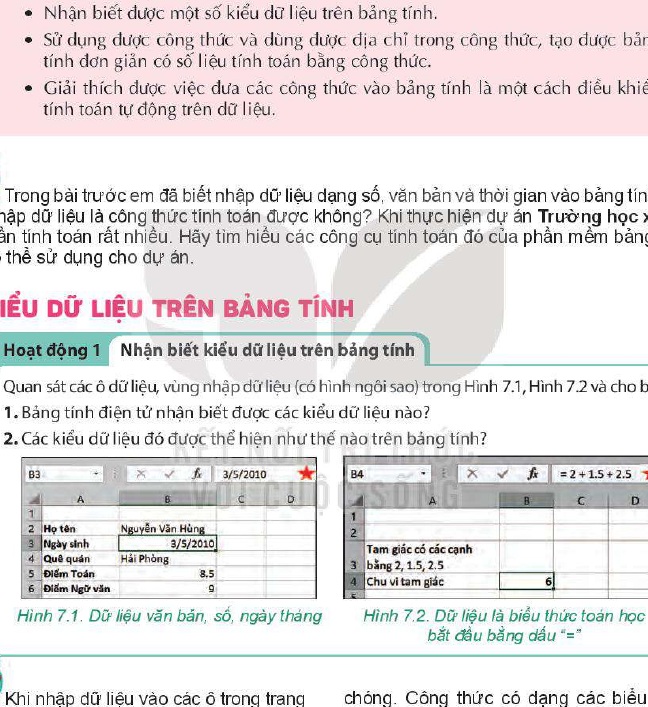 • Nhận biết được một số kiểu dữ liệu trên bảng tính.
• Sử dụng được công thức và dùng được địa chỉ trong công thức, tạo được bản
tính đơn giản có số liệu tính toán bằng công thức.
• Giải thích được việc đưa các công thức vào bảng tính là một cách điều khiể
tính toán tự động trên dữ liệu.
Trong bài trước em đã biết nhập dữ liệu dạng số, văn bản và thời gian vào bảng tín
hập dữ liệu là công thức tính toán được không? Khi thực hiện dự án Trường học x
ần tính toán rất nhiều. Hãy tìm hiểu các công cụ tính toán đó của phần mềm bảng
thể sử dụng cho dự án.
IỂU DỮ LIỆU TRÊN BẢNG TÍNH
Hoạt động 1 Nhận biết kiểu dữ liệu trên bảng tính
Quan sát các ô dữ liệu, vùng nhập dữ liệu (có hình ngôi sao) trong Hình 7.1, Hình 7.2 và cho b
1. Bảng tính điện tử nhận biết được các kiểu dữ liệu nào?
2. Các kiểu dữ liệu đó được thể hiện như thế nào trên bảng tính?
KẾT NỐI TRI THỨC
VỚI CUỘC SỐNG
B3 fx 3/5/2010
A B C D
1
2 Họ tên Nguyễn Văn Hùng
3 Ngày sinh 3/5/2010
4 Quê quán Hải Phòng
5 Điểm Toán 8.5
6 Điểm Ngữ văn 9
B4 fx = 2 + 1.5 + 2.5
A B C D
1
2
Tam giác có các cạnh
3 bằng 2, 1.5, 2.5
4 Chu vi tam giác 6
Hình 7.1. Dữ liệu văn bản, số, ngày tháng
Hình 7.2. Dữ liệu là biểu thức toán học
bắt đầu bằng dấu "="
Khi nhập dữ liệu vào các ô trong trang
chóng. Công thức có dạng các biểu